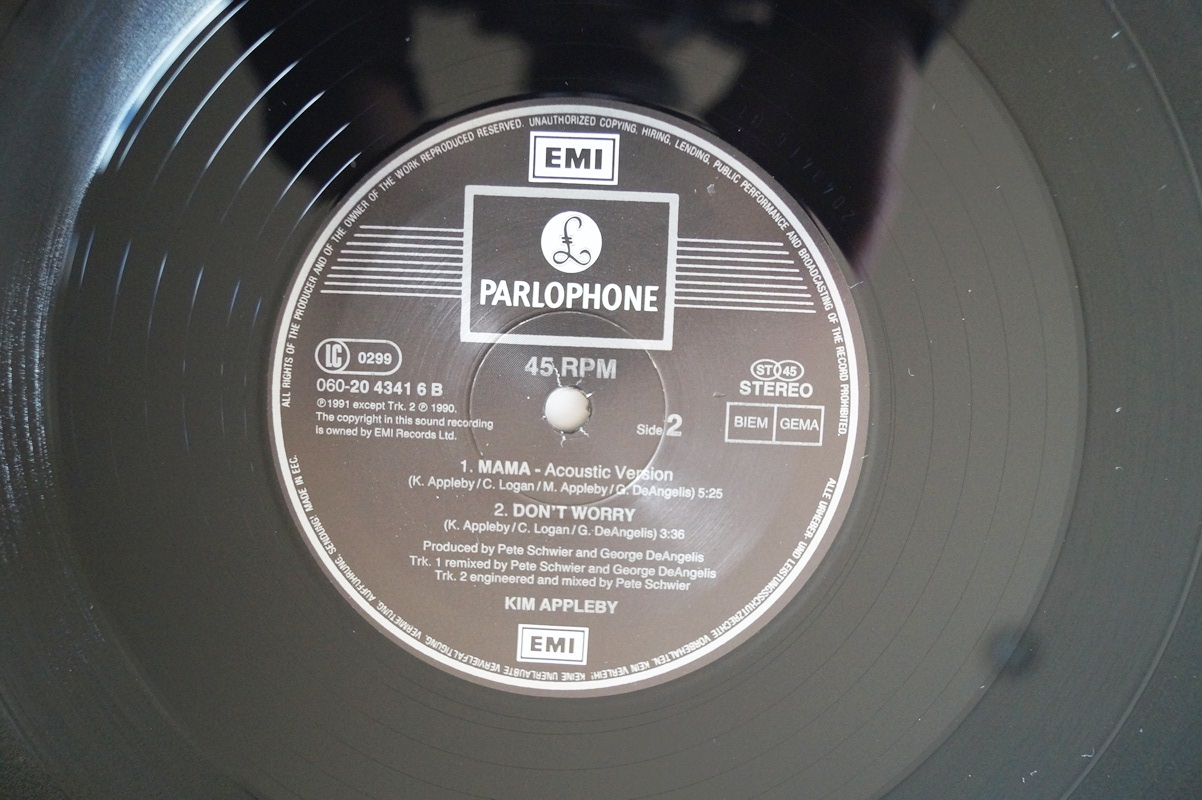 ALL RIGHTS OF THE PRODUCER AND OF THE OWNER OF THE WORK REPRODUCED RESERVED. UNAUTHORIZED COPYING, HIRING, LENDING, PUBLIC PERFORMANCE AND BROADCASTING OF THE RECORD PROHIBITED.
EMI
£
PARLOPHONE
LC 0299
45 RPM
ST 45
STEREO
060-20 4341 6 B
℗1991 except Trk. 2 ℗ 1990.
The copyright in this sound recording
is owned by EMI Records Ltd.
BIEM GEMA
Side 2
1. MAMA - Acoustic Version
(K. Appleby / C. Logan / M. Appleby / G. DeAngelis) 5:25
2. DON'T WORRY
(K. Appleby / C. Logan / G. DeAngelis) 3:36
Produced by Pete Schwier and George DeAngelis
Trk. 1 remixed by Pete Schwier and George DeAngelis
Trk. 2 engineered and mixed by Pete Schwier
KIM APPLEBY
EMI
ALLE URHEBER- UND LEISTUNGSSCHUTZRECHTE VORBEHALTEN. KEIN VERLEIH! KEINE UNERLAUBTE VERVIELFÄLTIGUNG, VERMIETUNG, AUFFÜHRUNG, SENDUNG! MADE IN EEC.